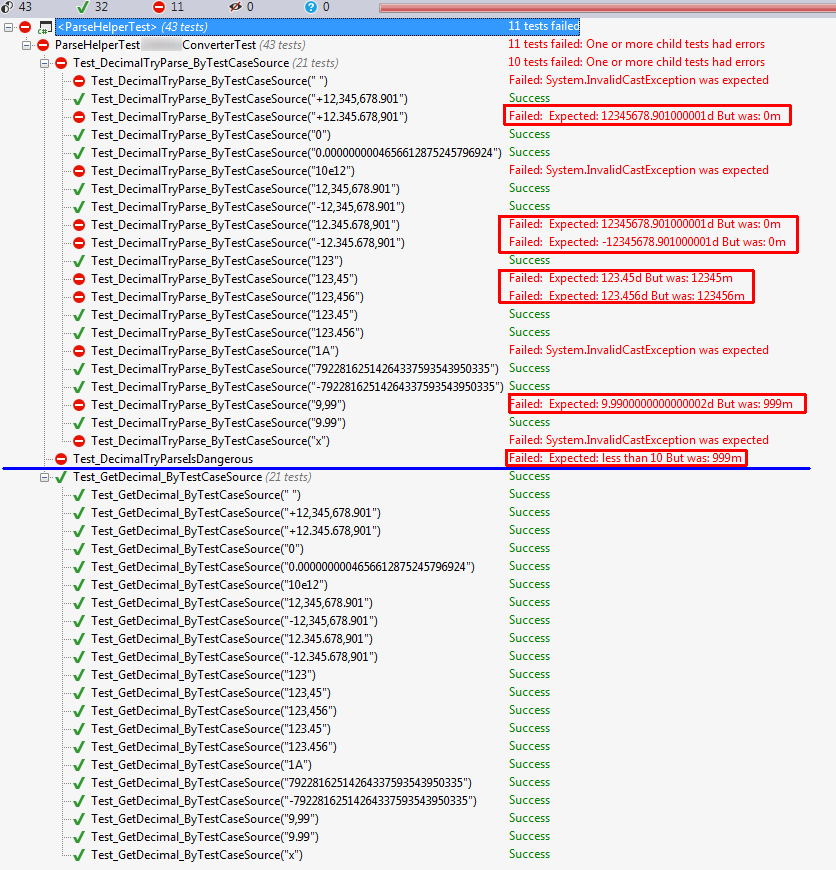 43 32 11 0 0
<ParseHelperTest> (43 tests) 11 tests failed
ParseHelperTest ConverterTest (43 tests) 11 tests failed: One or more child tests had errors
Test_DecimalTryParse_ByTestCaseSource (21 tests) 10 tests failed: One or more child tests had errors
Test_DecimalTryParse_ByTestCaseSource(" ") Failed: System.InvalidCastException was expected
Test_DecimalTryParse_ByTestCaseSource("+12,345,678.901") Success
Test_DecimalTryParse_ByTestCaseSource("+12.345.678,901") Failed: Expected: 12345678.901000001d But was: 0m
Test_DecimalTryParse_ByTestCaseSource("0") Success
Test_DecimalTryParse_ByTestCaseSource("0.0000000004656612875245796924") Success
Test_DecimalTryParse_ByTestCaseSource("10e12") Failed: System.InvalidCastException was expected
Test_DecimalTryParse_ByTestCaseSource("12,345,678.901") Success
Test_DecimalTryParse_ByTestCaseSource("-12,345,678.901") Success
Test_DecimalTryParse_ByTestCaseSource("12.345.678,901") Failed: Expected: 12345678.901000001d But was: 0m
Test_DecimalTryParse_ByTestCaseSource("-12.345.678,901") Failed: Expected: -12345678.901000001d But was: 0m
Test_DecimalTryParse_ByTestCaseSource("123") Success
Test_DecimalTryParse_ByTestCaseSource("123,45") Failed: Expected: 123.45d But was: 12345m
Test_DecimalTryParse_ByTestCaseSource("123,456") Failed: Expected: 123.456d But was: 123456m
Test_DecimalTryParse_ByTestCaseSource("123.45") Success
Test_DecimalTryParse_ByTestCaseSource("123.456") Success
Test_DecimalTryParse_ByTestCaseSource("1A") Failed: System.InvalidCastException was expected
Test_DecimalTryParse_ByTestCaseSource("79228162514264337593543950335") Success
Test_DecimalTryParse_ByTestCaseSource("-79228162514264337593543950335") Success
Test_DecimalTryParse_ByTestCaseSource("9,99") Failed: Expected: 9.9900000000000002d But was: 999m
Test_DecimalTryParse_ByTestCaseSource("9.99") Success
Test_DecimalTryParse_ByTestCaseSource("x") Failed: System.InvalidCastException was expected
Test_DecimalTryParseIsDangerous Failed: Expected: less than 10 But was: 999m
Test_GetDecimal_ByTestCaseSource (21 tests) Success
Test_GetDecimal_ByTestCaseSource(" ") Success
Test_GetDecimal_ByTestCaseSource("+12,345,678.901") Success
Test_GetDecimal_ByTestCaseSource("+12.345.678,901") Success
Test_GetDecimal_ByTestCaseSource("0") Success
Test_GetDecimal_ByTestCaseSource("0.0000000004656612875245796924") Success
Test_GetDecimal_ByTestCaseSource("10e12") Success
Test_GetDecimal_ByTestCaseSource("12,345,678.901") Success
Test_GetDecimal_ByTestCaseSource("-12,345,678.901") Success
Test_GetDecimal_ByTestCaseSource("12.345.678,901") Success
Test_GetDecimal_ByTestCaseSource("-12.345.678,901") Success
Test_GetDecimal_ByTestCaseSource("123") Success
Test_GetDecimal_ByTestCaseSource("123,45") Success
Test_GetDecimal_ByTestCaseSource("123,456") Success
Test_GetDecimal_ByTestCaseSource("123.45") Success
Test_GetDecimal_ByTestCaseSource("123.456") Success
Test_GetDecimal_ByTestCaseSource("1A") Success
Test_GetDecimal_ByTestCaseSource("79228162514264337593543950335") Success
Test_GetDecimal_ByTestCaseSource("-79228162514264337593543950335") Success
Test_GetDecimal_ByTestCaseSource("9,99") Success
Test_GetDecimal_ByTestCaseSource("9.99") Success
Test_GetDecimal_ByTestCaseSource("x") Success